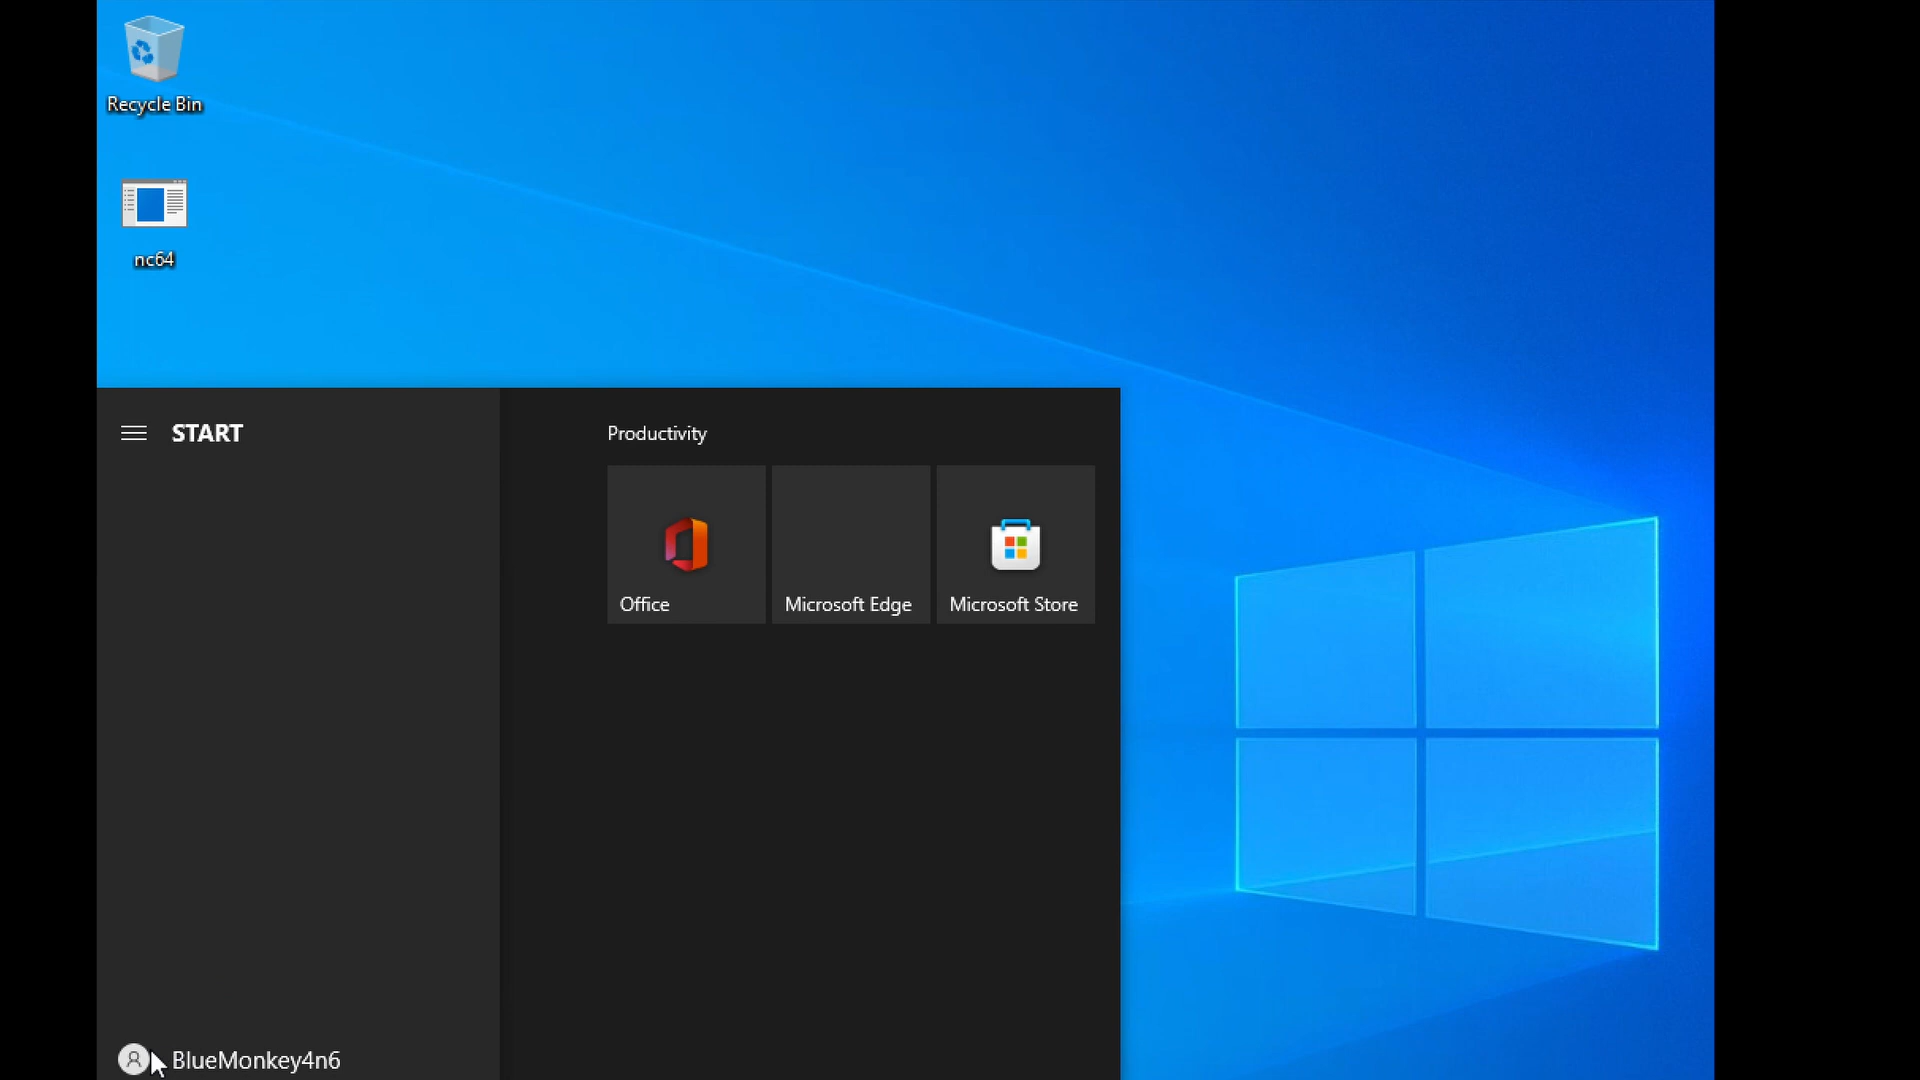 Recycle Bin
nc64
START
Productivity
Office
Microsoft Edge
Microsoft Store
BlueMonkey4n6